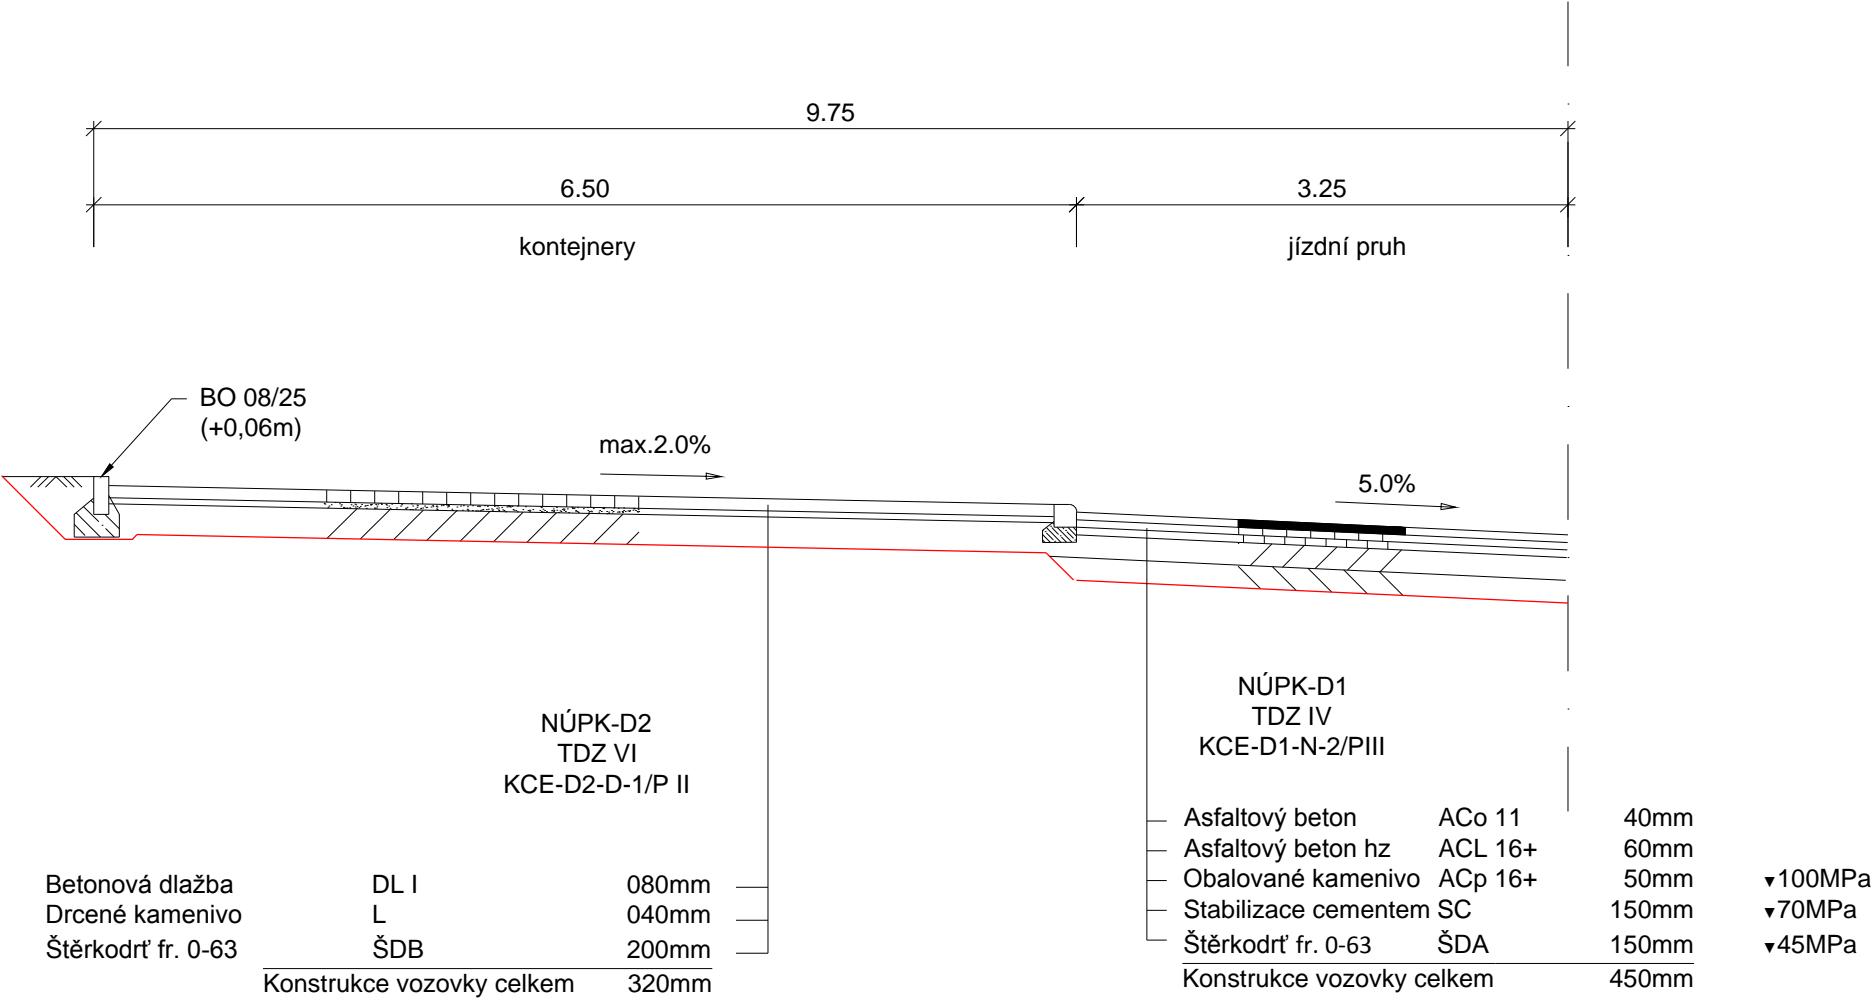 9.75
6.50
3.25
kontejnery
jízdní pruh
BO 08/25
(+0,06m)
max.2.0%
5.0%
NÚPK-D2
TDZ VI
KCE-D2-D-1/P II
Betonová dlažba DL I 080mm
Drcené kamenivo L 040mm
Štěrkodrť fr. 0-63 ŠDB 200mm
Konstrukce vozovky celkem 320mm
NÚPK-D1
TDZ IV
KCE-D1-N-2/PIII
Asfaltový beton ACo 11 40mm
Asfaltový beton hz ACL 16+ 60mm
Obalované kamenivo ACp 16+ 50mm ▼100MPa
Stabilizace cementem SC 150mm ▼70MPa
Štěrkodrť fr. 0-63 ŠDA 150mm ▼45MPa
Konstrukce vozovky celkem 450mm